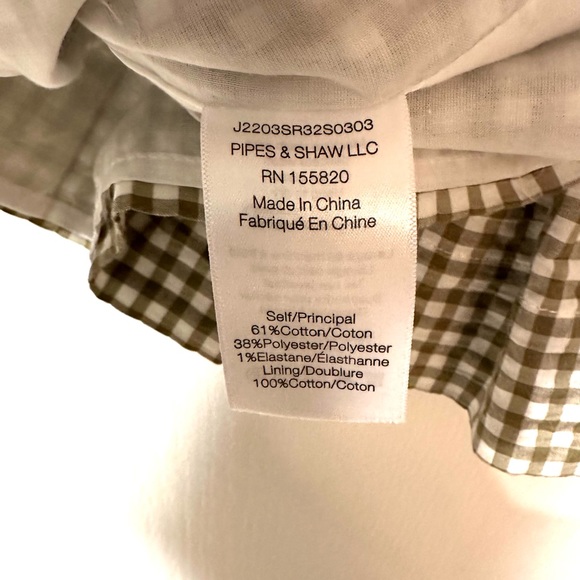 J2203SR32S0303
PIPES & SHAW LLC
RN 155820
Made In China
Fabriqué En Chine
Self/Principal
61%Cotton/Coton
38%Polyester/Polyester
1%Elastane/Élasthanne
Lining/Doublure
100%Cotton/Coton